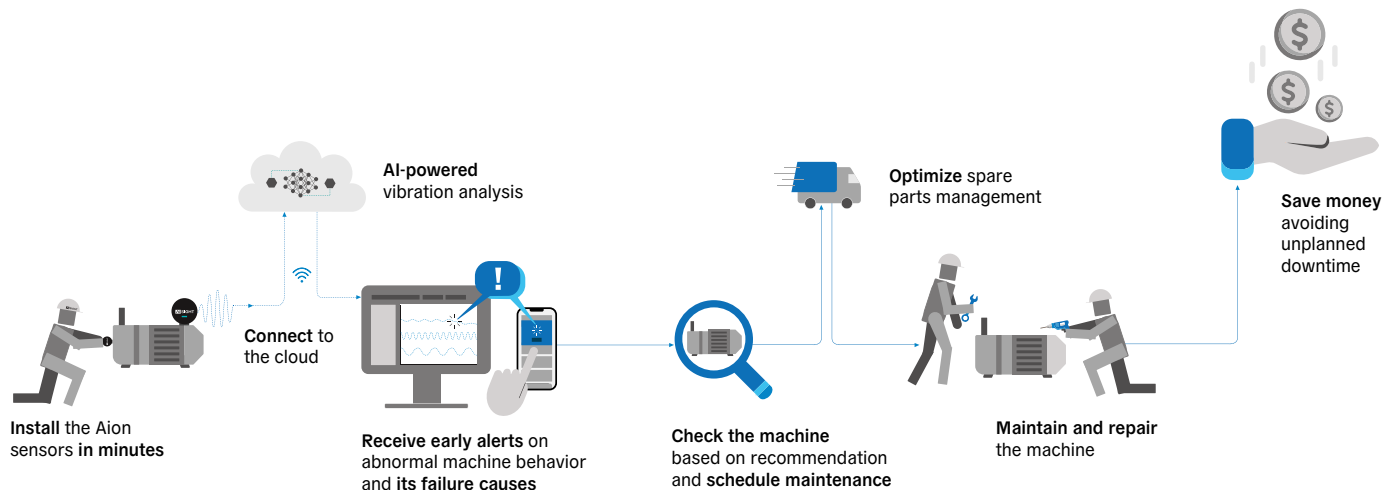 Install the Aion
sensors in minutes
AiSIGHT
Connect to
the cloud
AI-powered
vibration analysis
!
Receive early alerts on
abnormal machine behavior
and its failure causes
Check the machine
based on recommendation
and schedule maintenance
Optimize spare
parts management
Maintain and repair
the machine
$
$
$
Save money
avoiding
unplanned
downtime